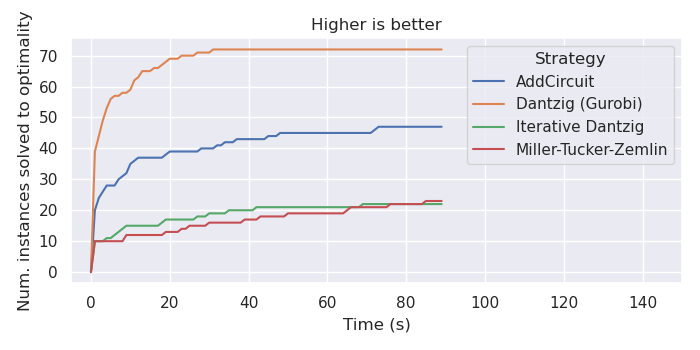 Higher is better
Num. instances solved to optimality
70
60
50
40
30
20
10
0
Strategy
AddCircuit
Dantzig (Gurobi)
Iterative Dantzig
Miller-Tucker-Zemlin
0 20 40 60 80 100 120 140
Time (s)